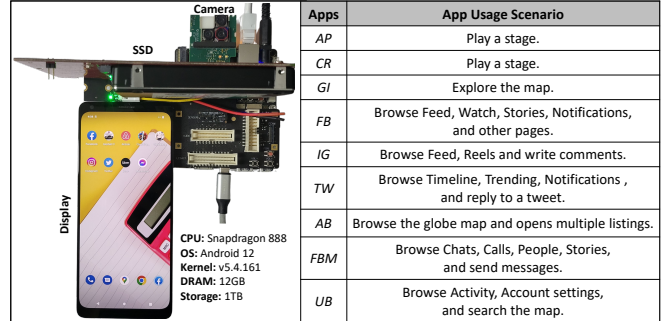 Camera
SSD
Display
CPU: Snapdragon 888
OS: Android 12
Kernel: v5.4.161
DRAM: 12GB
Storage: 1TB
Apps App Usage Scenario
AP Play a stage.
CR Play a stage.
GI Explore the map.
FB Browse Feed, Watch, Stories, Notifications,
and other pages.
IG Browse Feed, Reels and write comments.
TW Browse Timeline, Trending, Notifications ,
and reply to a tweet.
AB Browse the globe map and opens multiple listings.
FBM Browse Chats, Calls, People, Stories,
and send messages.
UB Browse Activity, Account settings,
and search the map.